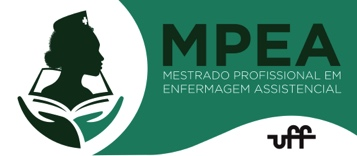 MPEA
MESTRADO PROFISSIONAL EM
ENFERMAGEM ASSISTENCIAL
uff